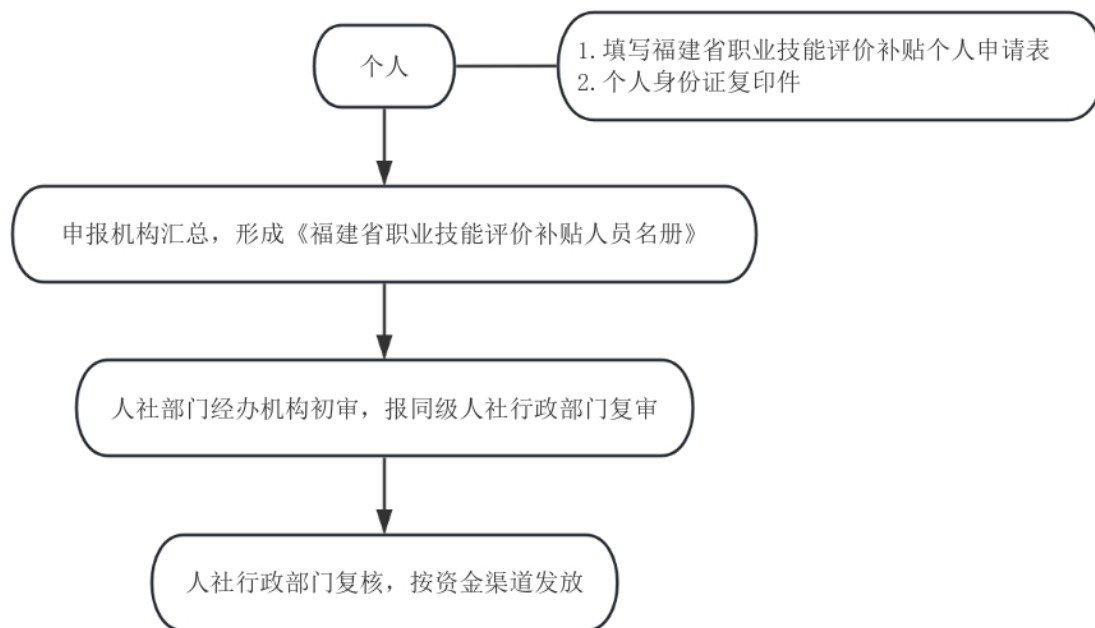 个人
1.填写福建省职业技能评价补贴个人申请表
2.个人身份证复印件
申报机构汇总，形成《福建省职业技能评价补贴人员名册》
人社部门经办机构初审，报同级人社行政部门复审
人社行政部门复核，按资金渠道发放